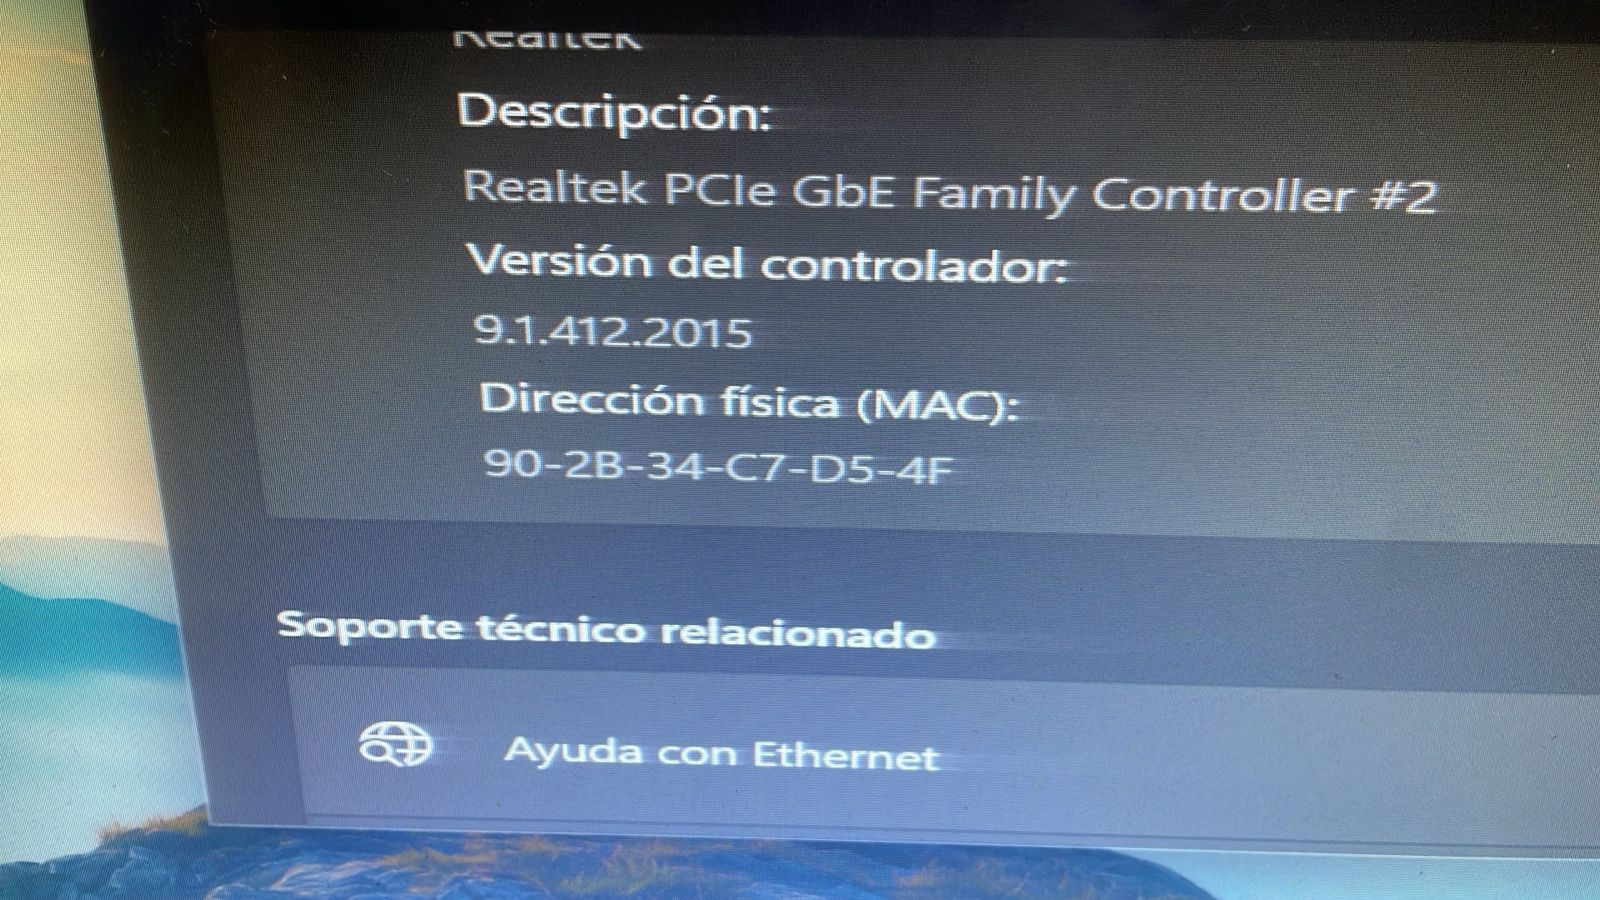 Realtek
Descripción:
Realtek PCIe GbE Family Controller #2
Versión del controlador:
9.1.412.2015
Dirección física (MAC):
90-2B-34-C7-D5-4F
Soporte técnico relacionado
Ayuda con Ethernet